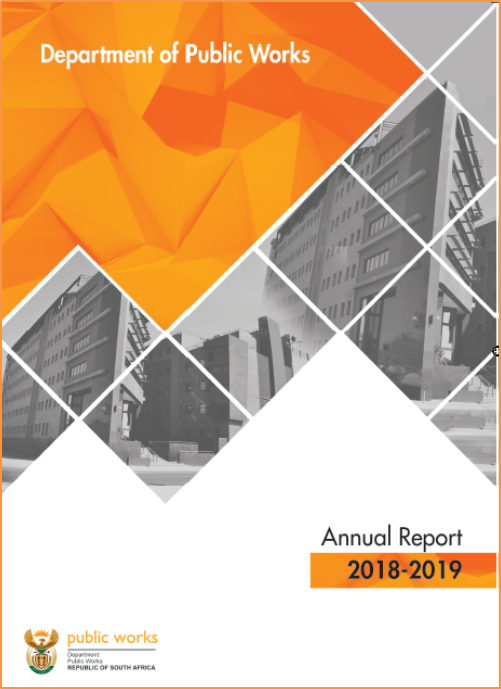 Department of Public Works
Annual Report
2018-2019
public works
Department:
Public Works
REPUBLIC OF SOUTH AFRICA